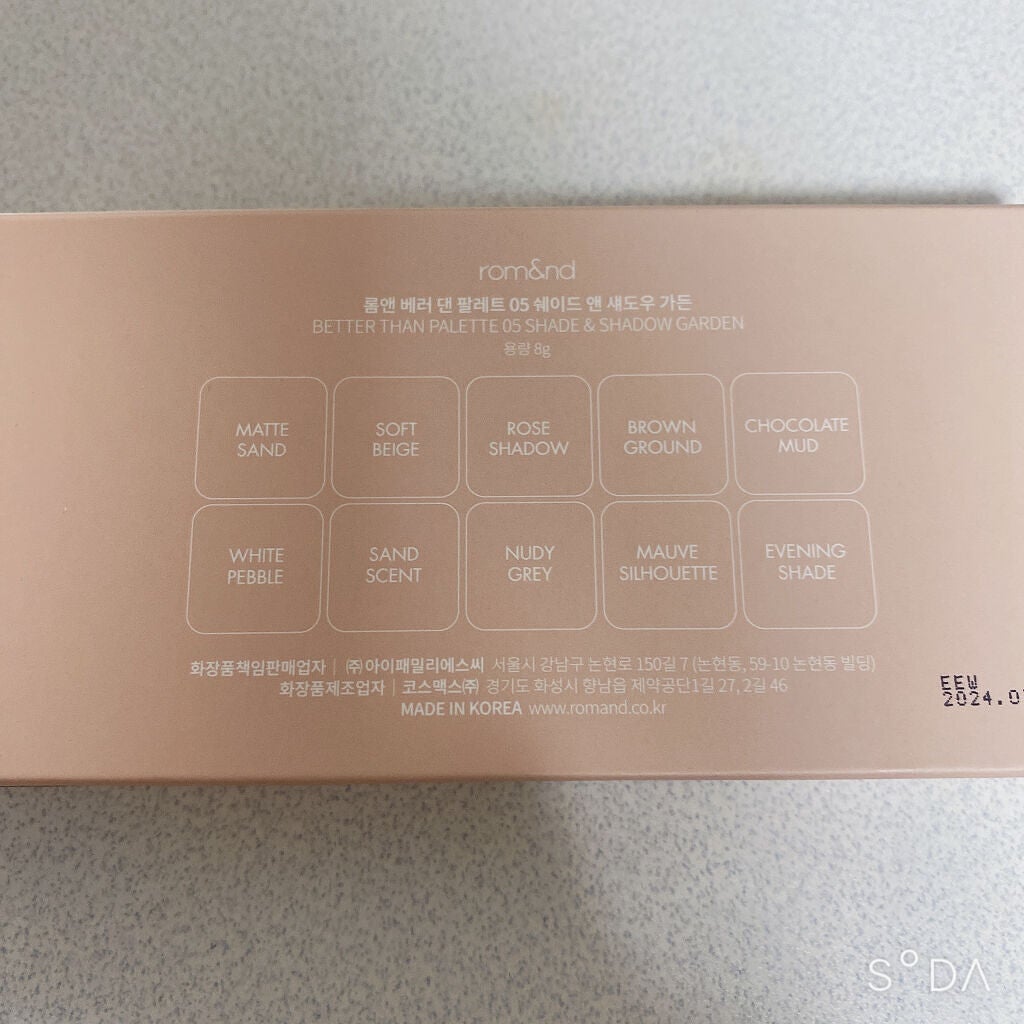 rom&nd
롬앤 베러 댄 팔레트 05 쉐이드 앤 섀도우 가든
BETTER THAN PALETTE 05 SHADE & SHADOW GARDEN
용량 8g
MATTE
SAND
SOFT
BEIGE
ROSE
SHADOW
BROWN
GROUND
CHOCOLATE
MUD
WHITE
PEBBLE
SAND
SCENT
NUDY
GREY
MAUVE
SILHOUETTE
EVENING
SHADE
화장품책임판매업자 | ㈜아이패밀리에스씨 서울시 강남구 논현로 150길 7 (논현동, 59-10 논현동 빌딩)
화장품제조업자 | 코스맥스㈜ 경기도 화성시 향남읍 제약공단1길 27, 2길 46
MADE IN KOREA www.romand.co.kr
EEW
2024.0
SODA